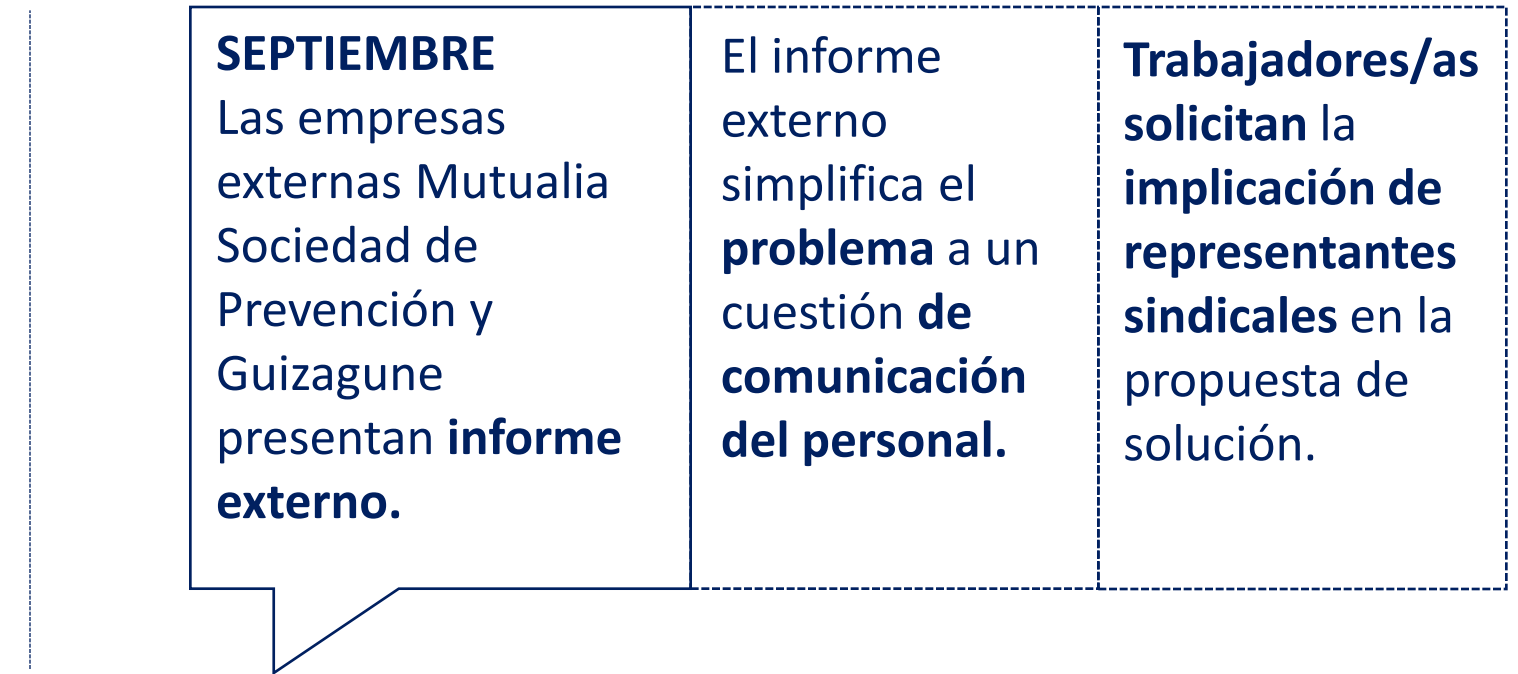 SEPTIEMBRE
Las empresas
externas Mutualia
Sociedad de
Prevención y
Guizagune
presentan informe
externo.
El informe
externo
simplifica el
problema a un
cuestión de
comunicación
del personal.
Trabajadores/as
solicitan la
implicación de
representantes
sindicales en la
propuesta de
solución.